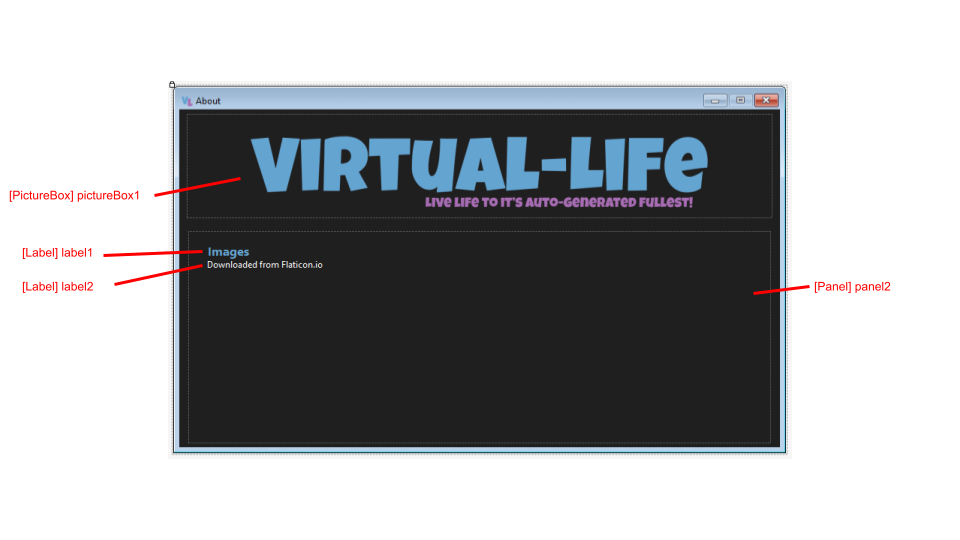 VL About
VIRTUAL-LIFe
LIVE LIFE TO IT'S AUTO-GENERATED FULLEST!
[PictureBox] pictureBox1
[Label] label1
Images
Downloaded from Flaticon.io
[Label] label2
[Panel] panel2